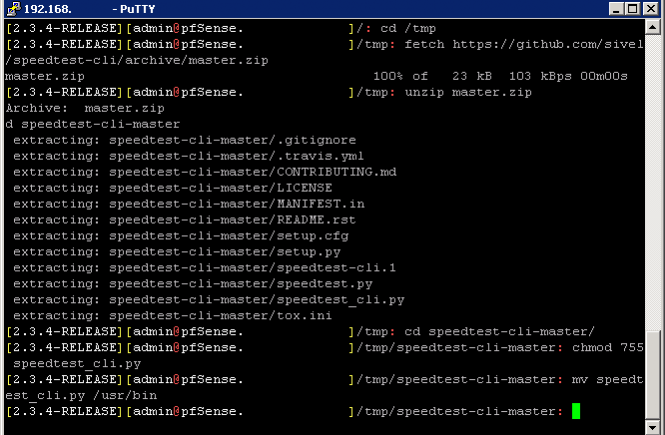 192.168. - PuTTY
[2.3.4-RELEASE][admin@pfSense. ]/: cd /tmp
[2.3.4-RELEASE][admin@pfSense. ]/tmp: fetch https://github.com/sivel
/speedtest-cli/archive/master.zip
master.zip 100% of 23 kB 103 kBps 00m00s
[2.3.4-RELEASE][admin@pfSense. ]/tmp: unzip master.zip
Archive: master.zip
d speedtest-cli-master
extracting: speedtest-cli-master/.gitignore
extracting: speedtest-cli-master/.travis.yml
extracting: speedtest-cli-master/CONTRIBUTING.md
extracting: speedtest-cli-master/LICENSE
extracting: speedtest-cli-master/MANIFEST.in
extracting: speedtest-cli-master/README.rst
extracting: speedtest-cli-master/setup.cfg
extracting: speedtest-cli-master/setup.py
extracting: speedtest-cli-master/speedtest-cli.1
extracting: speedtest-cli-master/speedtest.py
extracting: speedtest-cli-master/speedtest_cli.py
extracting: speedtest-cli-master/tox.ini
[2.3.4-RELEASE][admin@pfSense. ]/tmp: cd speedtest-cli-master/
[2.3.4-RELEASE][admin@pfSense. ]/tmp/speedtest-cli-master: chmod 755
speedtest_cli.py
[2.3.4-RELEASE][admin@pfSense. ]/tmp/speedtest-cli-master: mv speedt
est_cli.py /usr/bin
[2.3.4-RELEASE][admin@pfSense. ]/tmp/speedtest-cli-master: